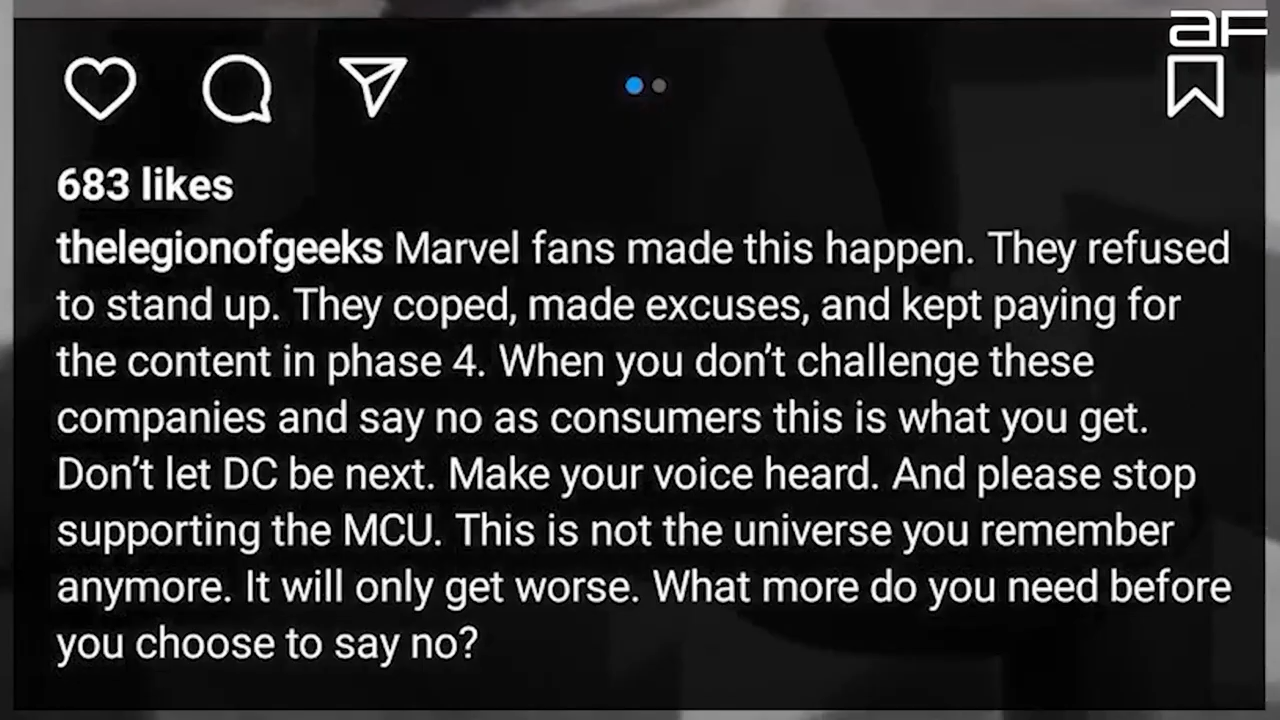 aF
683 likes
thelegionofgeeks Marvel fans made this happen. They refused
to stand up. They coped, made excuses, and kept paying for
the content in phase 4. When you don't challenge these
companies and say no as consumers this is what you get.
Don't let DC be next. Make your voice heard. And please stop
supporting the MCU. This is not the universe you remember
anymore. It will only get worse. What more do you need before
you choose to say no?